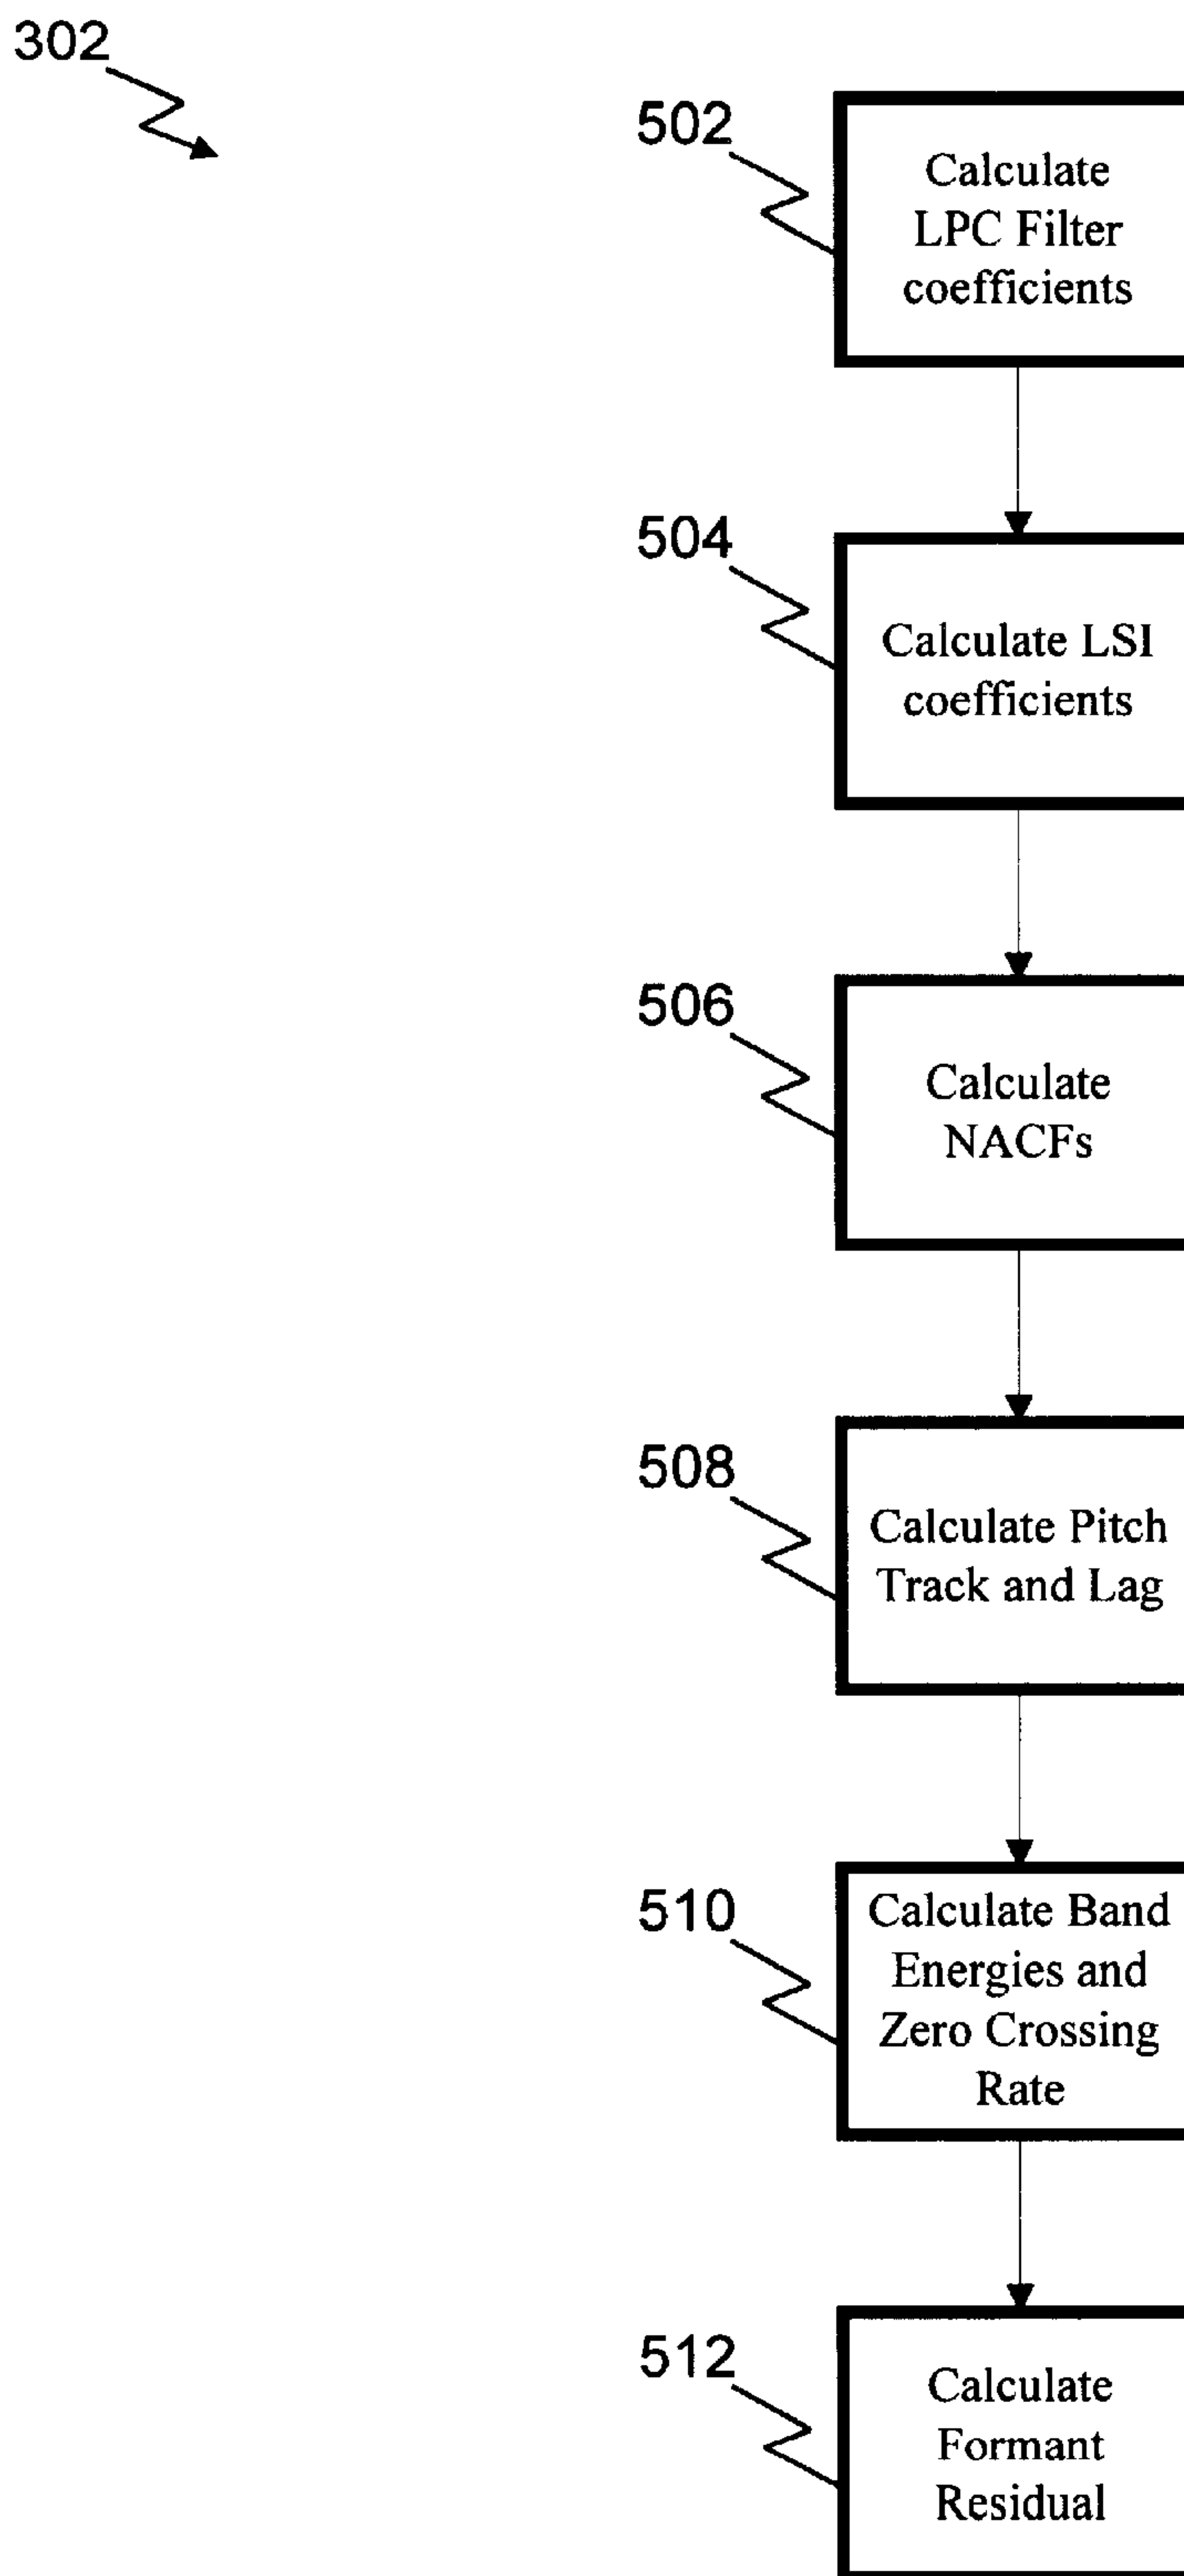 302
502
Calculate
LPC Filter
coefficients
504
Calculate LSI
coefficients
506
Calculate
NACFs
508
Calculate Pitch
Track and Lag
510
Calculate Band
Energies and
Zero Crossing
Rate
512
Calculate
Formant
Residual